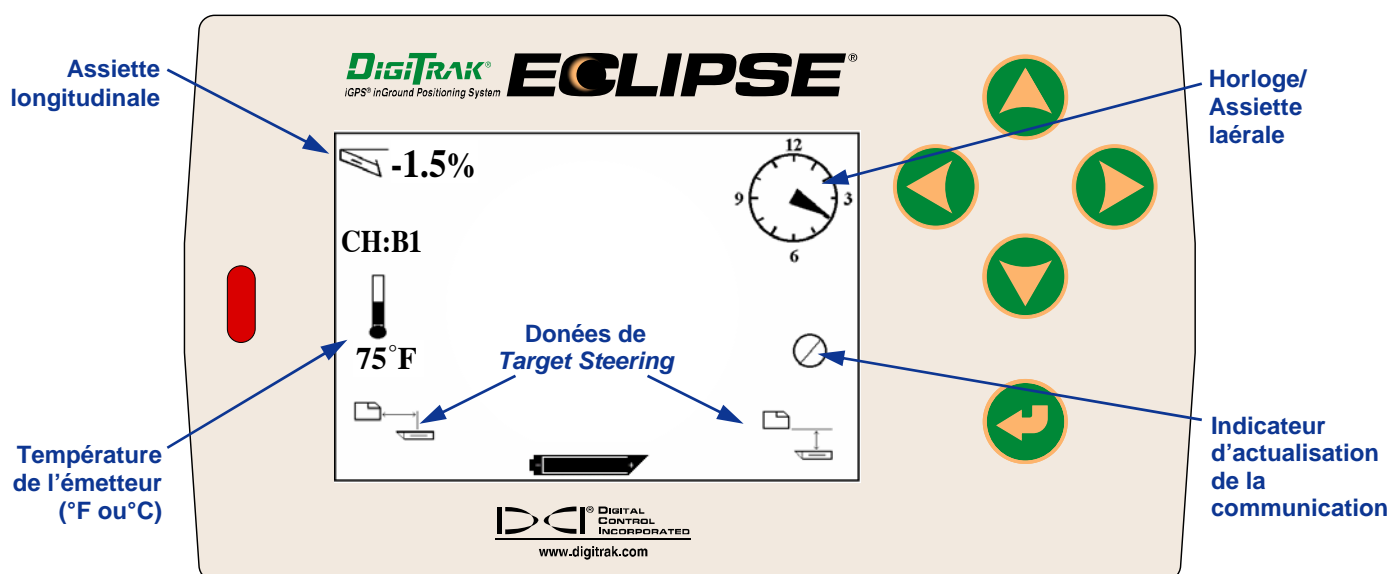 DIGITRAK® ECLIPSE®
iGPS® inGround Positioning System
Assiette
longitudinale
Horloge/
Assiette
laérale
-1.5%
12
9
3
6
CH:B1
75°F
Donées de
Target Steering
Température
de l’émetteur
(°F ou°C)
Indicateur
d’actualisation
de la
communication
DCI® DIGITAL
CONTROL
INCORPORATED
www.digitrak.com